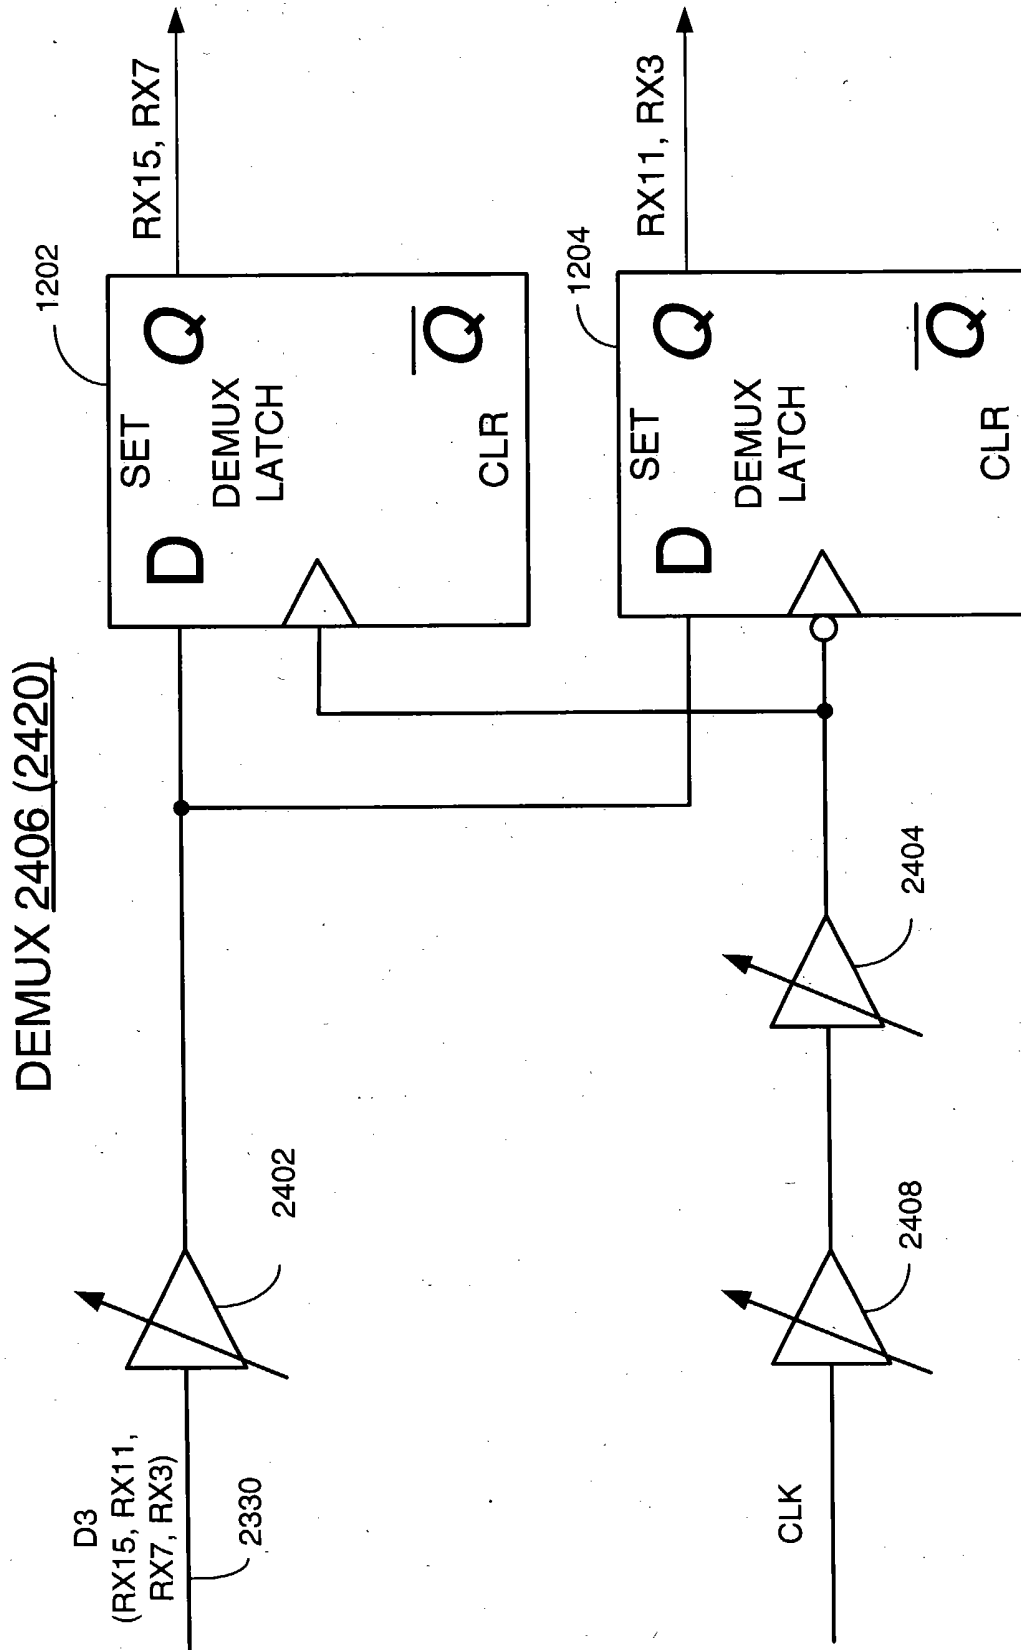 DEMUX 2406 (2420)
D3
(RX15, RX11,
RX7, RX3)
2330
2402
D
SET
Q
DEMUX
LATCH
CLR
Q
1202
RX15, RX7
CLK
2408
2404
D
SET
Q
DEMUX
LATCH
CLR
Q
1204
RX11, RX3